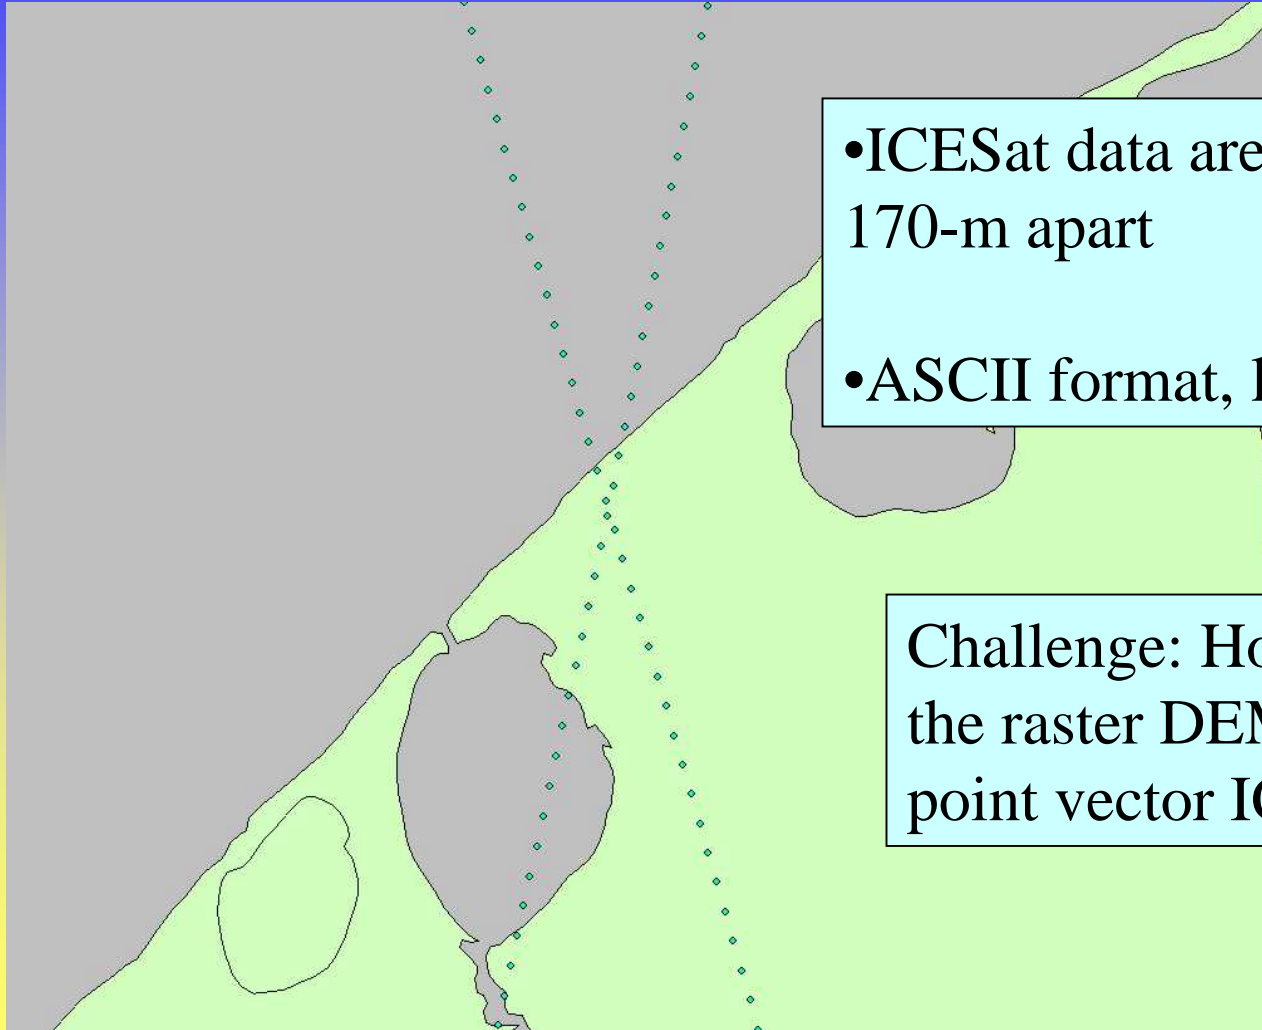 •ICESat data are
170-m apart
•ASCII format,
Challenge:
the raster
point vector